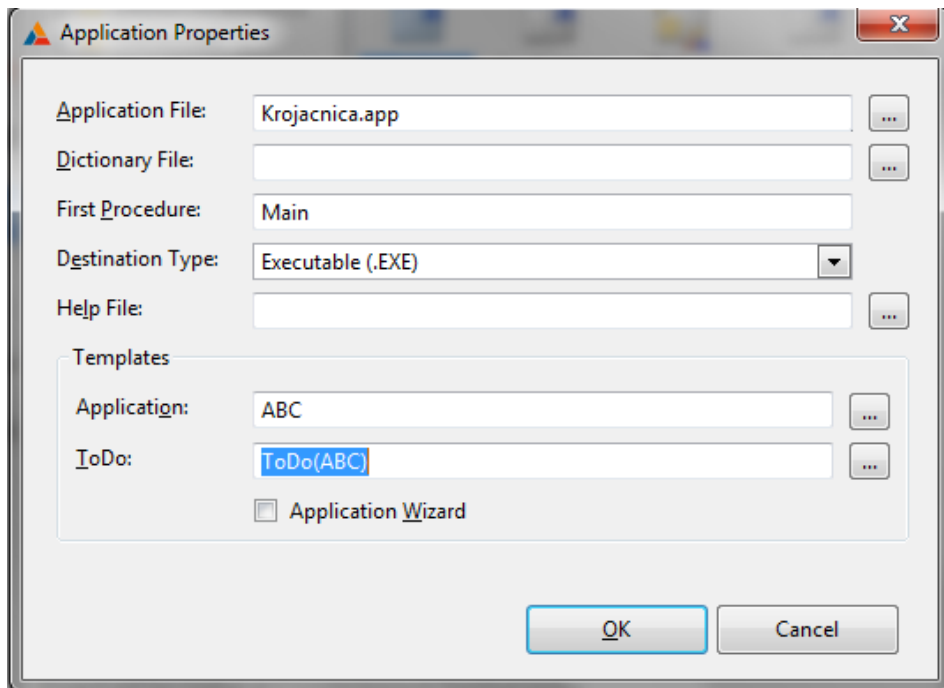 Application Properties
Application File: Krojacnica.app ...
Dictionary File: ...
First Procedure: Main
Destination Type: Executable (.EXE)
Help File: ...
Templates
Application: ABC ...
ToDo: ToDo(ABC) ...
Application Wizard
OK Cancel